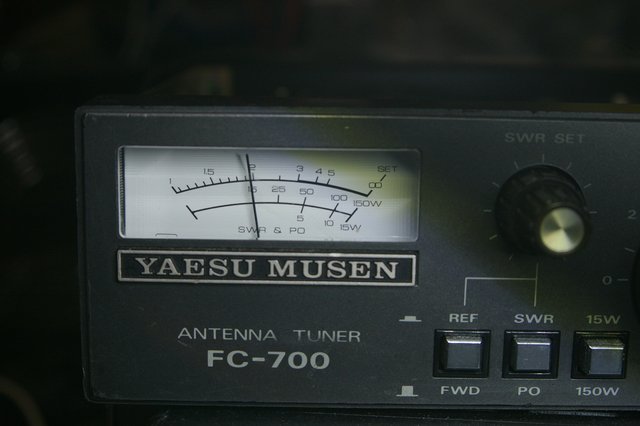 SWR SET
1 1.5 2 3 4 5 ∞ SET
15 25 50 100 150W
5 10 15W
SWR & PO
YAESU MUSEN
ANTENNA TUNER
FC-700
REF SWR 15W
FWD PO 150W
0